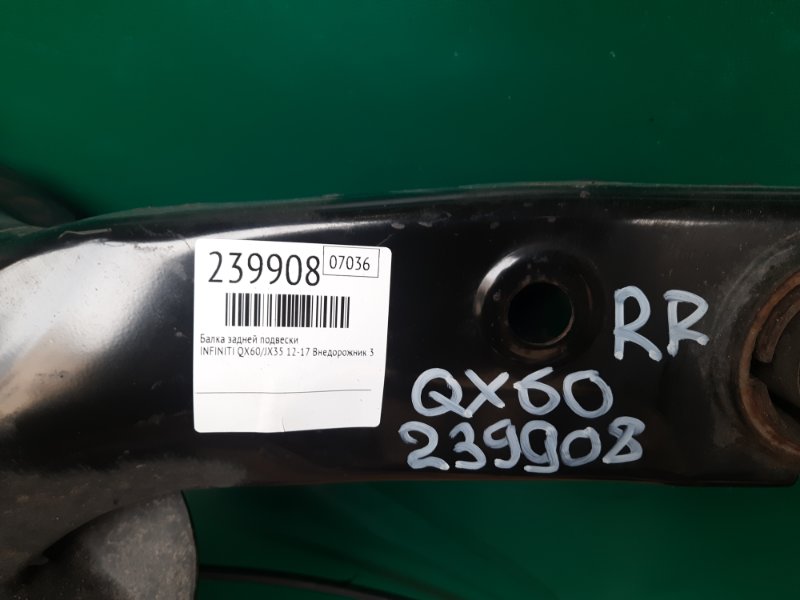 239908
07036
Балка задней подвески
INFINITI QX60/JX35 12-17 Внедорожник 3
RR
QX60
239908